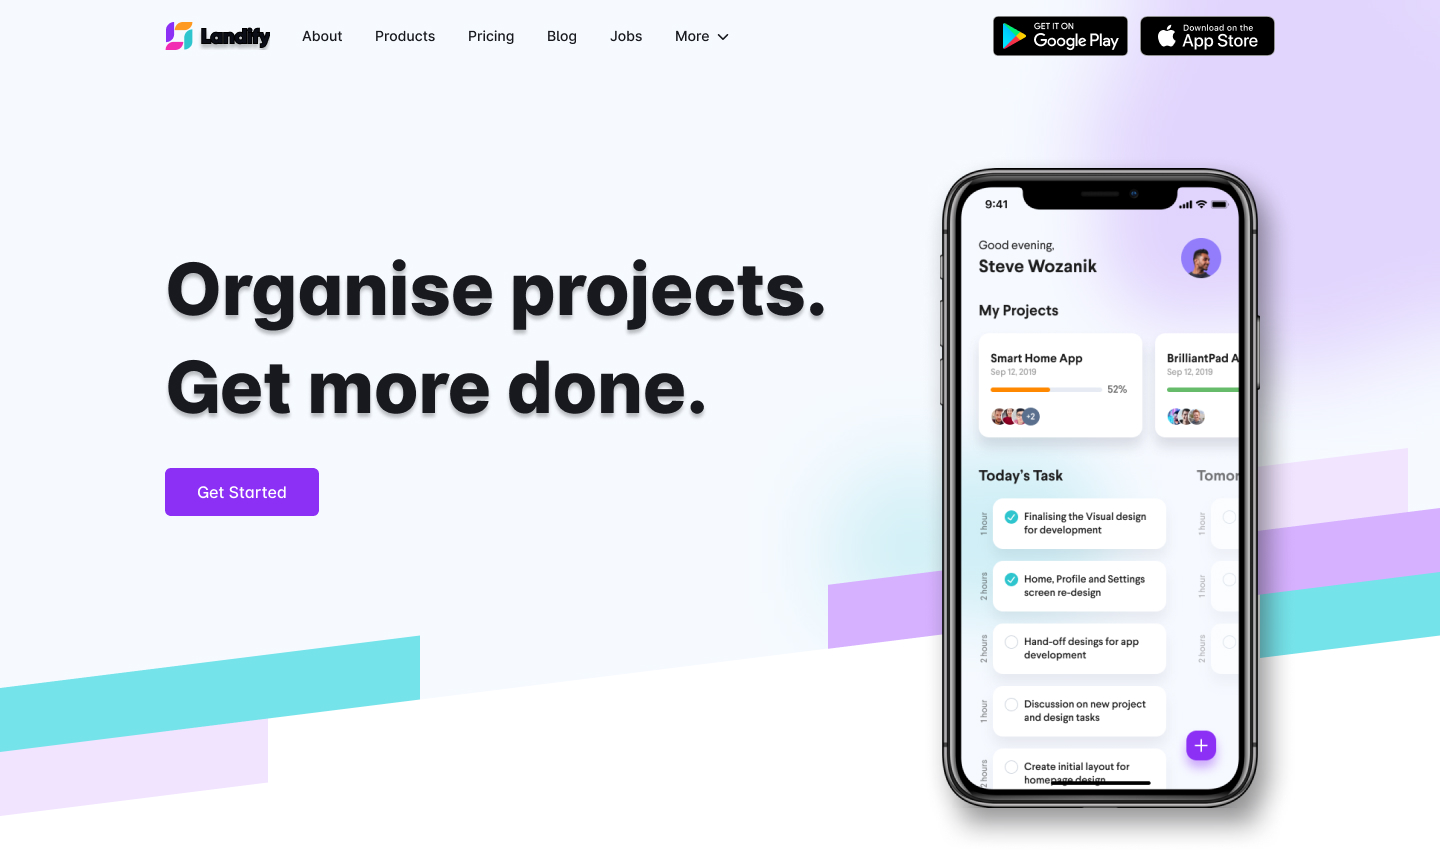 Landify
About
Products
Pricing
Blog
Jobs
More
GET IT ON
Google Play
Download on the
App Store
Organise projects.
Get more done.
Get Started
9:41
Good evening,
Steve Wozanik
My Projects
Smart Home App
Sep 12, 2019
52%
+2
BrilliantPad A
Sep 12, 2019
Today's Task
Tomor
1 hour
Finalising the Visual design
for development
1 hour
2 hours
Home, Profile and Settings
screen re-design
1 hour
2 hours
Hand-off desings for app
development
2 hours
1 hour
Discussion on new project
and design tasks
2 hours
Create initial layout for
homepage design